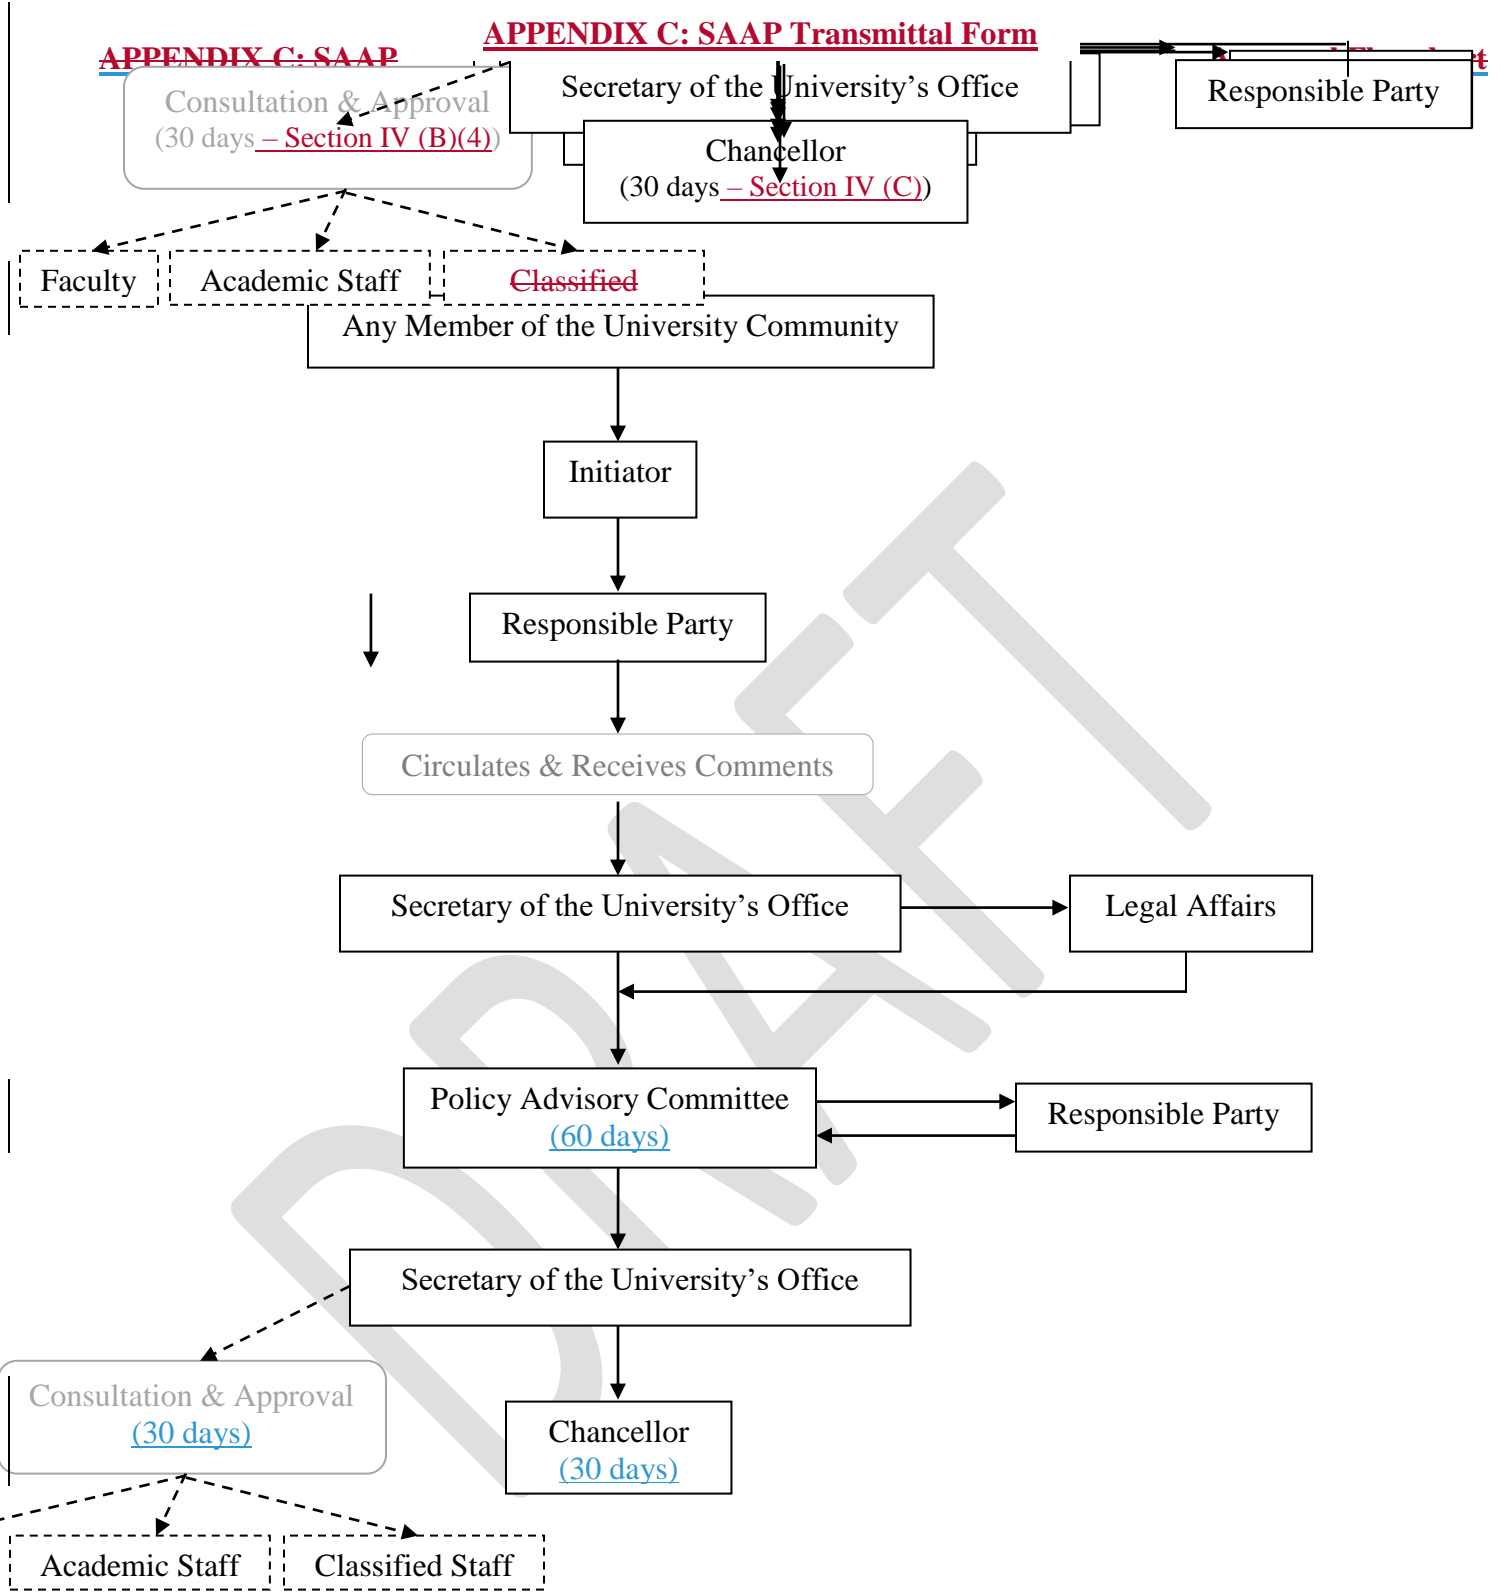 APPENDIX C: SAAP Transmittal Form
APPENDIX C: SAAP
Consultation & Approval
(30 days – Section IV (B)(4))
Secretary of the University’s Office
Responsible Party
Chancellor
(30 days – Section IV (C))
Faculty
Academic Staff
Classified
Any Member of the University Community
Initiator
Responsible Party
Circulates & Receives Comments
Secretary of the University’s Office
Legal Affairs
Policy Advisory Committee
(60 days)
Responsible Party
Secretary of the University’s Office
Consultation & Approval
(30 days)
Chancellor
(30 days)
Academic Staff
Classified Staff
DRAFT